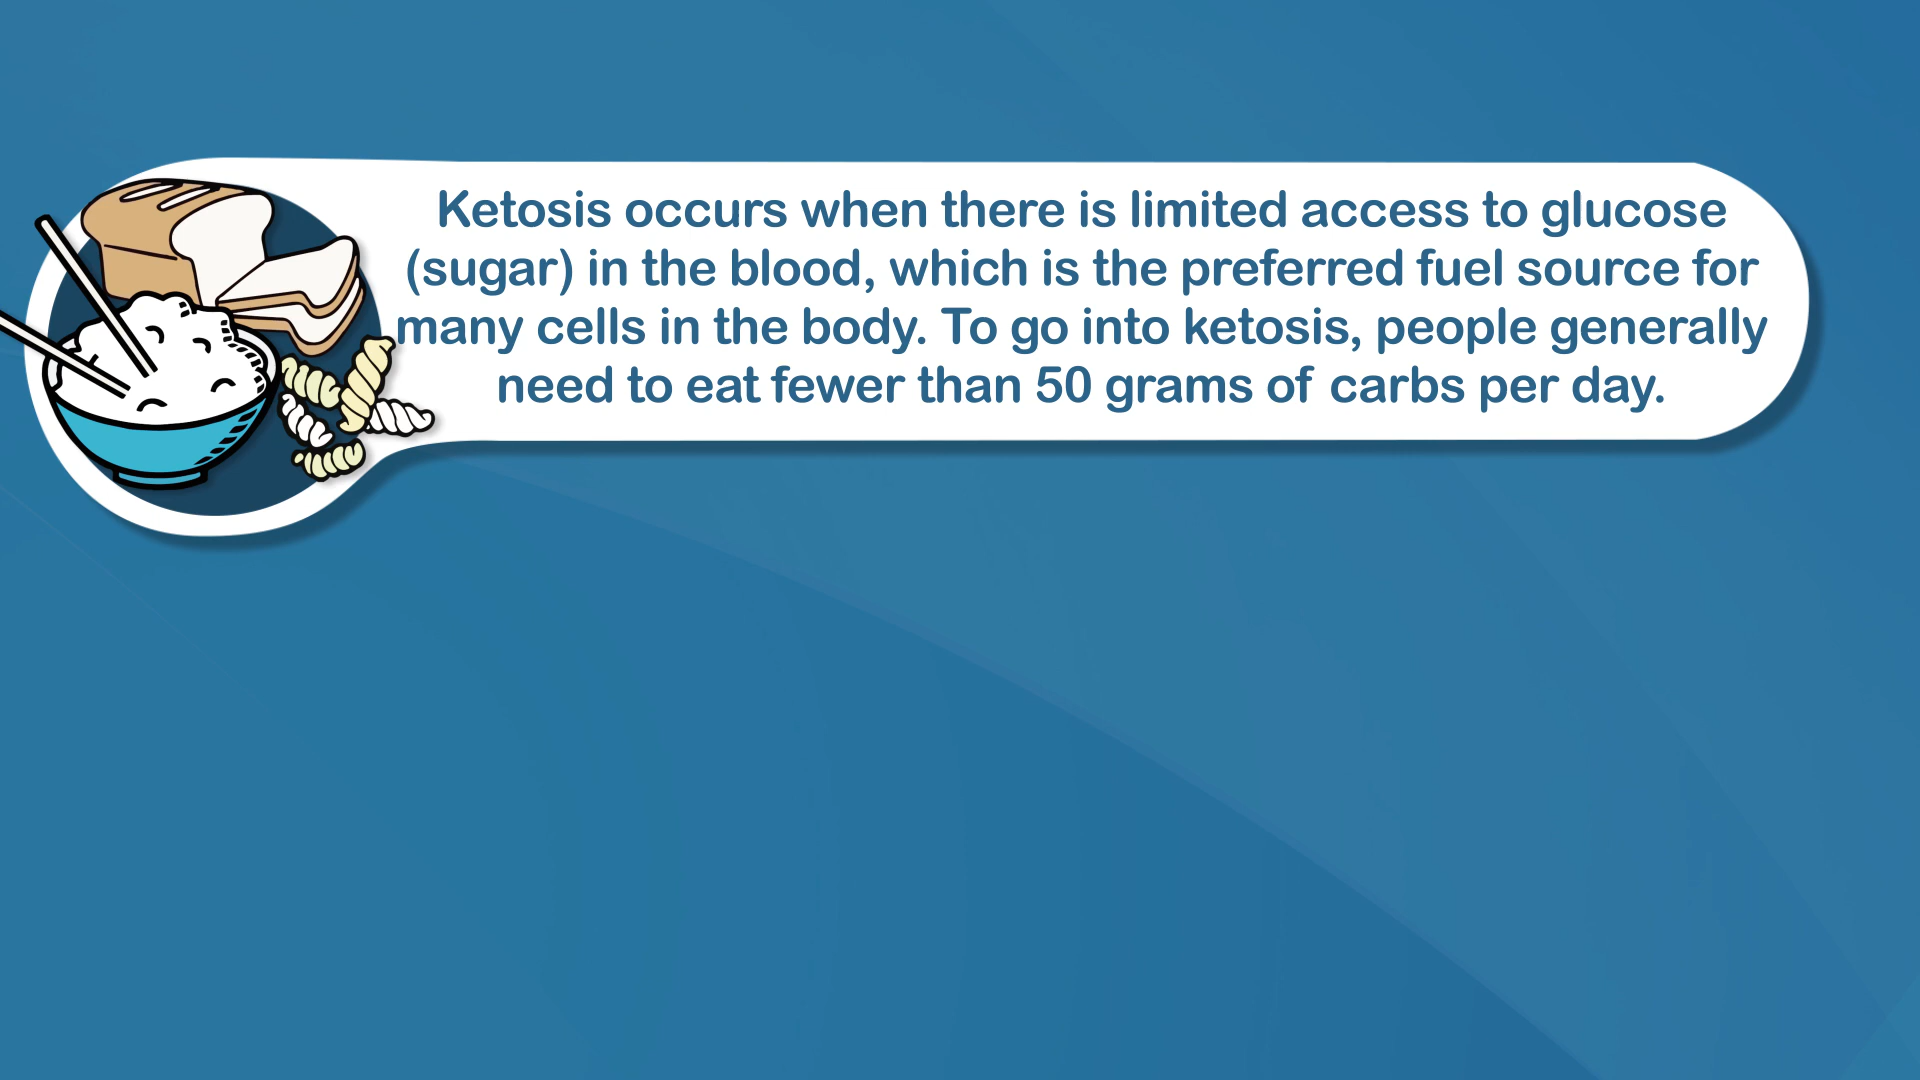 Ketosis occurs when there is limited access to glucose
(sugar) in the blood, which is the preferred fuel source for
many cells in the body. To go into ketosis, people generally
need to eat fewer than 50 grams of carbs per day.